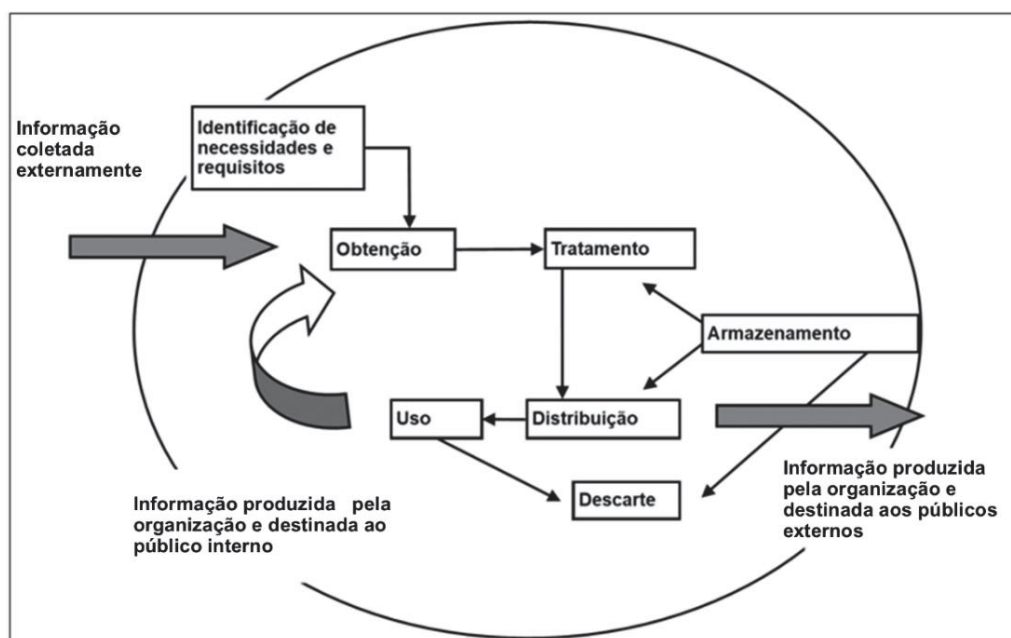 Informação
coletada
externamente
Identificação de
necessidades e
requisitos
Obtenção
Tratamento
Armazenamento
Uso
Distribuição
Descarte
Informação produzida pela
organização e destinada ao
público interno
Informação produzida
pela organização e
destinada aos públicos
externos